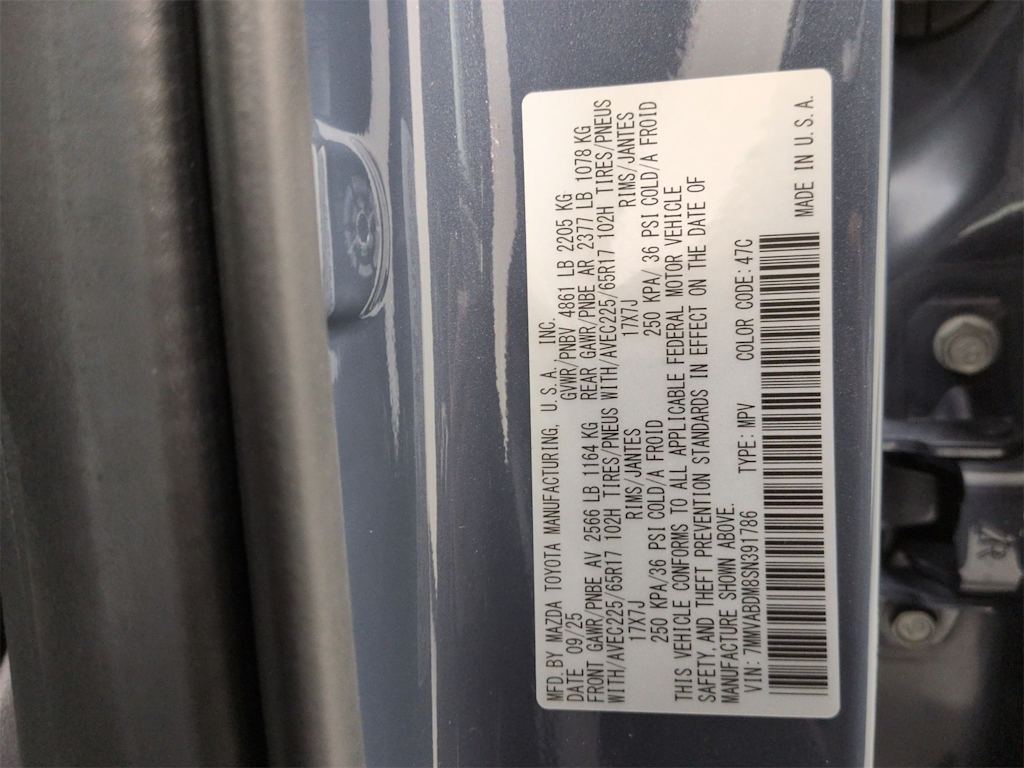 MFD. BY MAZDA TOYOTA MANUFACTURING, U. S. A., INC.
DATE 09/25 GVWR/PNBV 4861 LB 2205 KG
FRONT GAWR/PNBE AV 2566 LB 1164 KG REAR GAWR/PNBE AR 2377 LB 1078 KG
WITH/AVEC225/65R17 102H TIRES/PNEUS WITH/AVEC225/65R17 102H TIRES/PNEUS
17X7J RIMS/JANTES 17X7J RIMS/JANTES
250 KPA/36 PSI COLD/A FROID 250 KPA/ 36 PSI COLD/A FROID
THIS VEHICLE CONFORMS TO ALL APPLICABLE FEDERAL MOTOR VEHICLE
SAFETY, AND THEFT PREVENTION STANDARDS IN EFFECT ON THE DATE OF
MANUFACTURE SHOWN ABOVE.
VIN: 7MMVABDM8SN391786 TYPE: MPV COLOR CODE: 47C
MADE IN U. S. A.